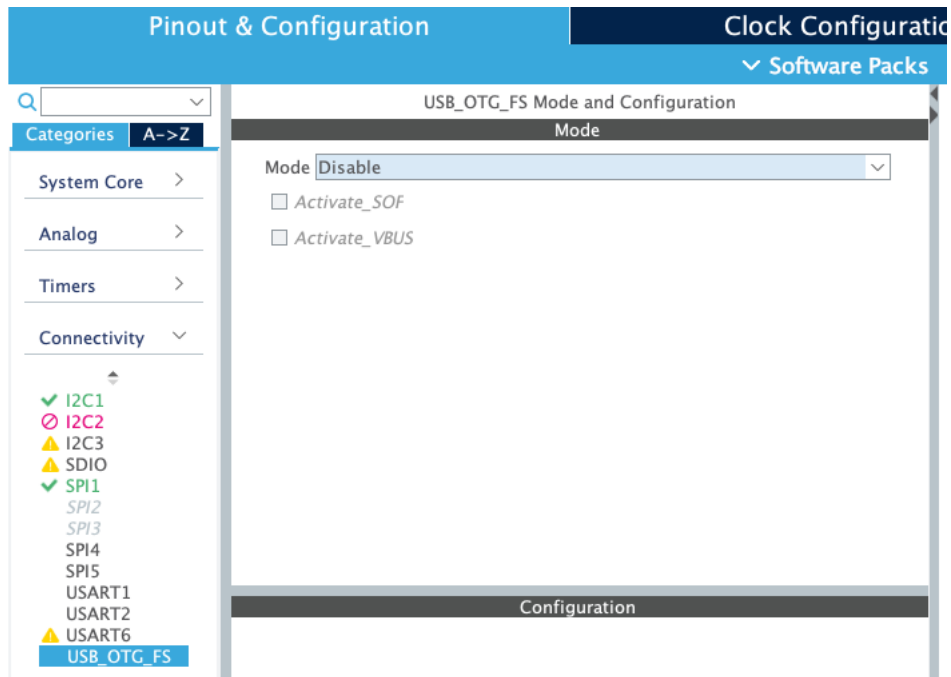 Pinout & Configuration
Clock Configuratio
Software Packs
USB_OTG_FS Mode and Configuration
Categories
A->Z
Mode
Mode Disable
System Core
Activate_SOF
Analog
Activate_VBUS
Timers
Connectivity
I2C1
I2C2
I2C3
SDIO
SPI1
SPI2
SPI3
SPI4
SPI5
USART1
Configuration
USART2
USART6
USB_OTG_FS